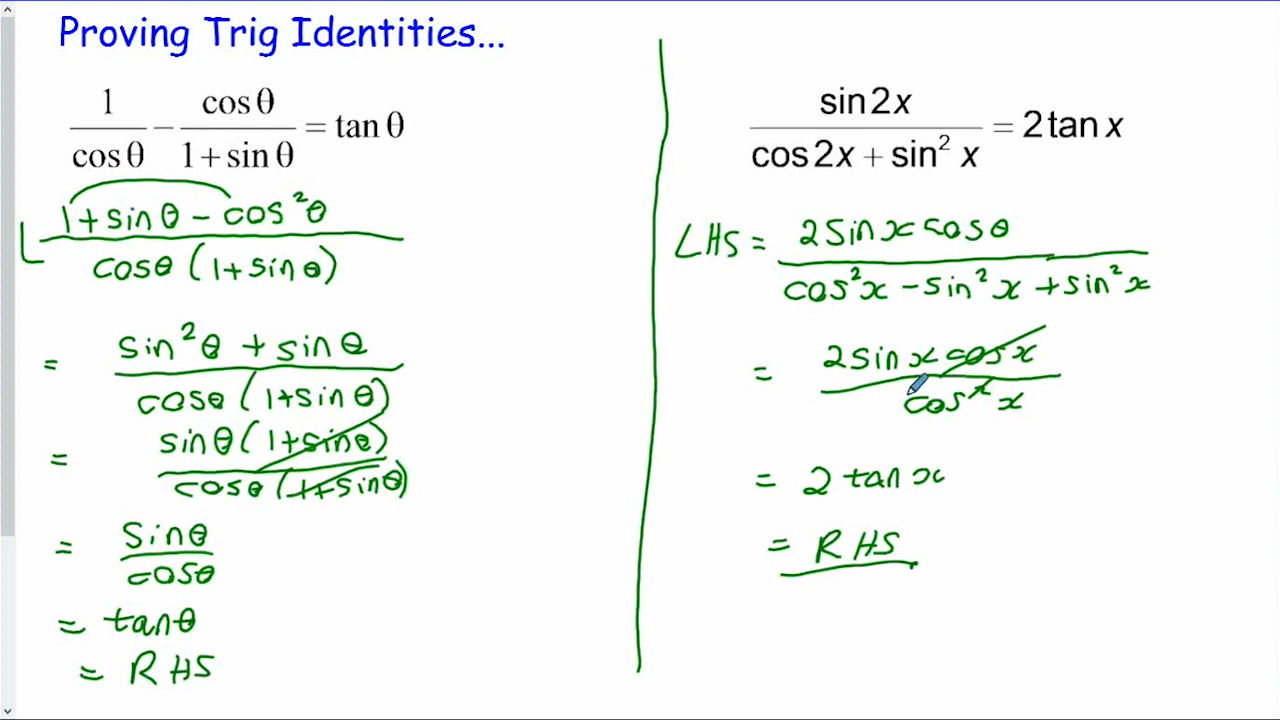 Proving Trig Identities...
1/cosθ − cosθ/(1+sinθ) = tanθ
L (1+sinθ − cos²θ)/(cosθ(1+sinθ))
= (sin²θ + sinθ)/(cosθ(1+sinθ))
= (sinθ(1+sinθ))/(cosθ(1+sinθ))
= sinθ/cosθ
= tanθ
= RHS
sin2x/(cos2x + sin²x) = 2tanx
LHS = (2sinx cosθ)/(cos²x − sin²x + sin²x)
= (2sinx cosx)/(cos²x)
= 2tanx
= RHS